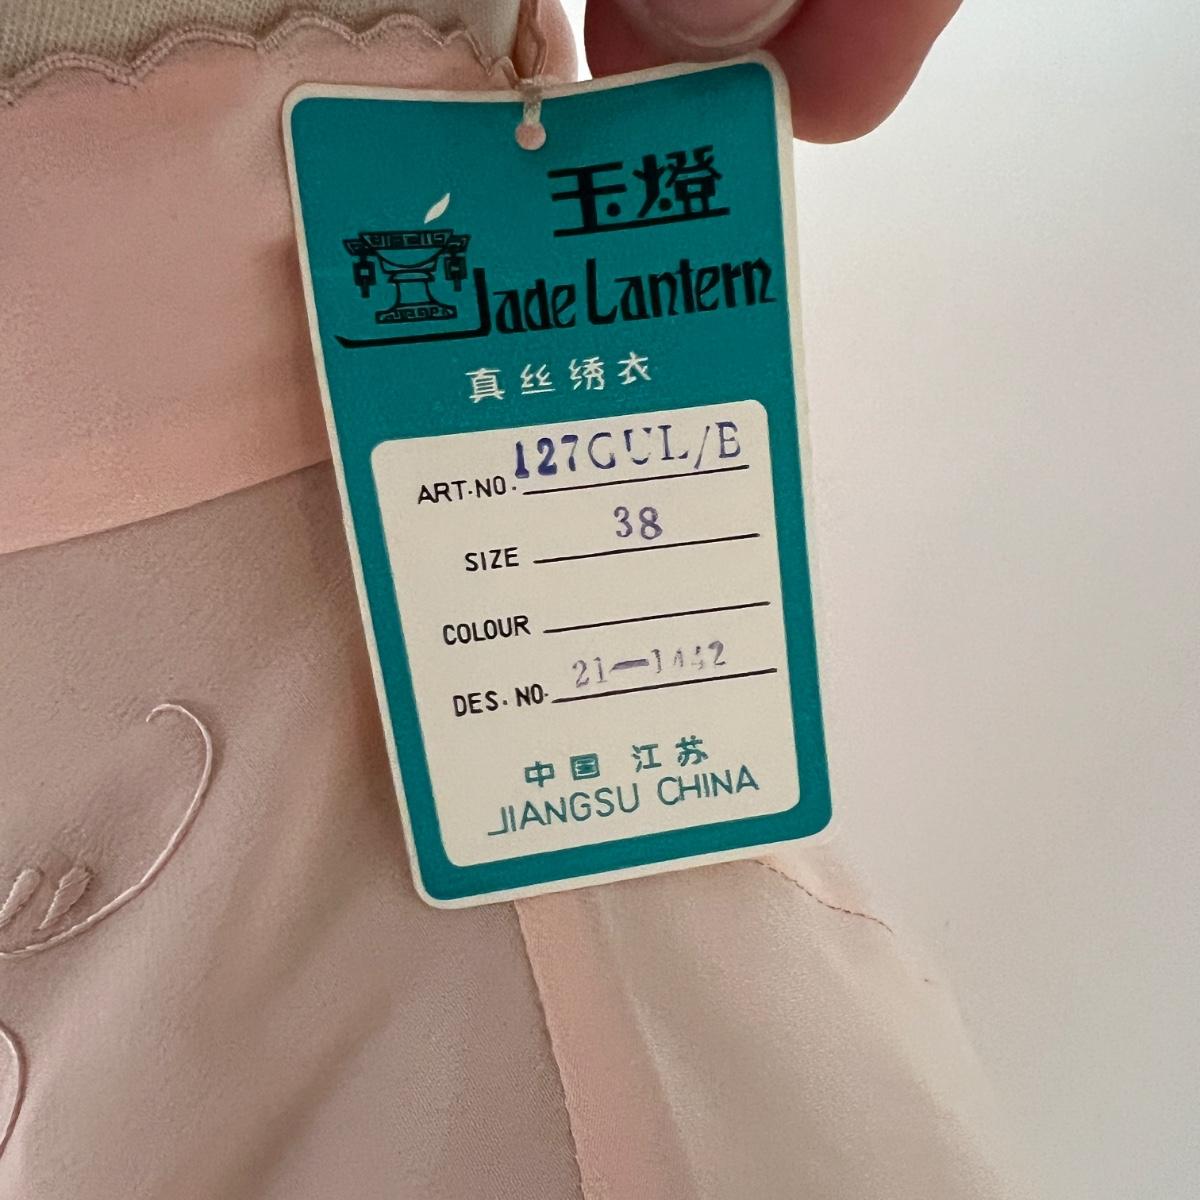 玉燈
Jade Lantern
真丝绣衣
ART·NO. 127GUL/B
SIZE 38
COLOUR
DES. NO. 21-1442
中国 江苏
JIANGSU CHINA